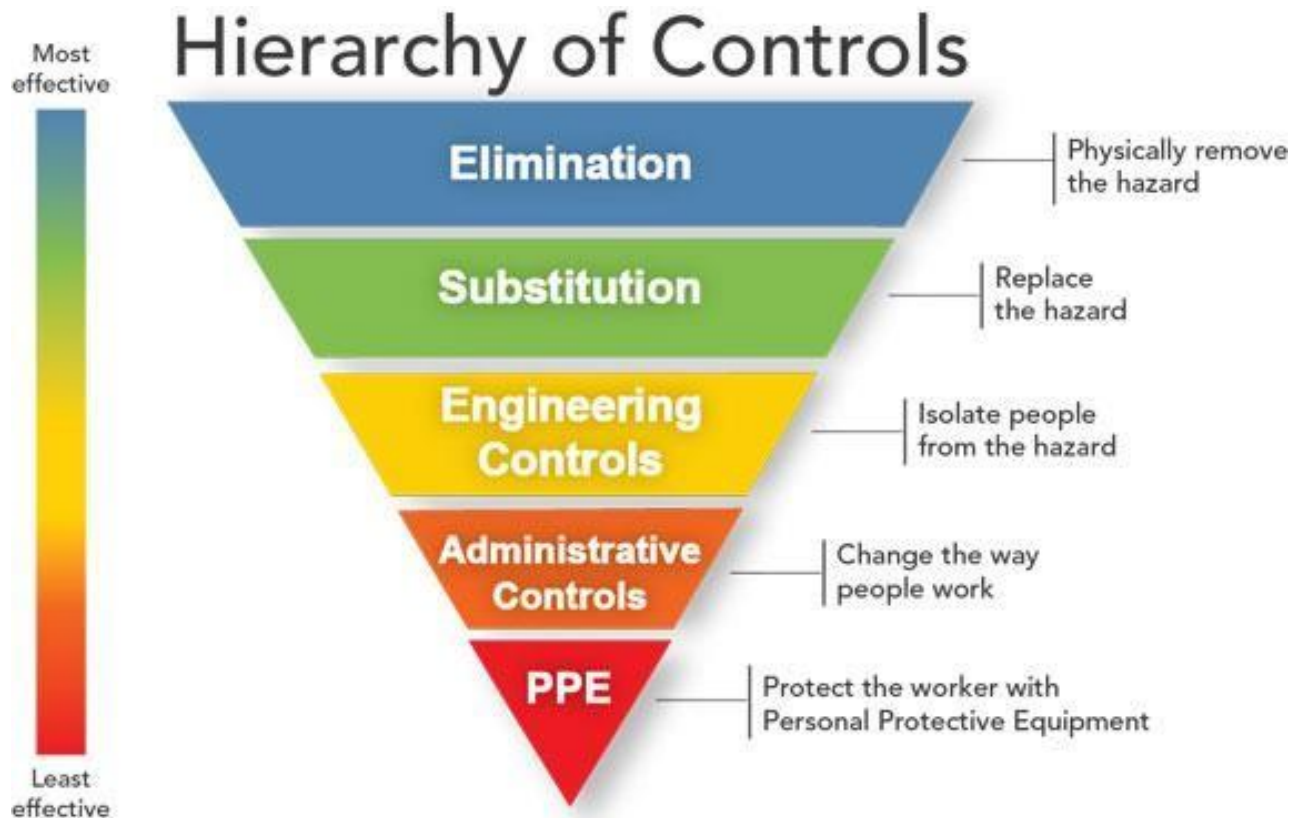 Hierarchy of Controls
Most
effective
Elimination
Physically remove
the hazard
Substitution
Replace
the hazard
Engineering
Controls
Isolate people
from the hazard
Administrative
Controls
Change the way
people work
PPE
Protect the worker with
Personal Protective Equipment
Least
effective